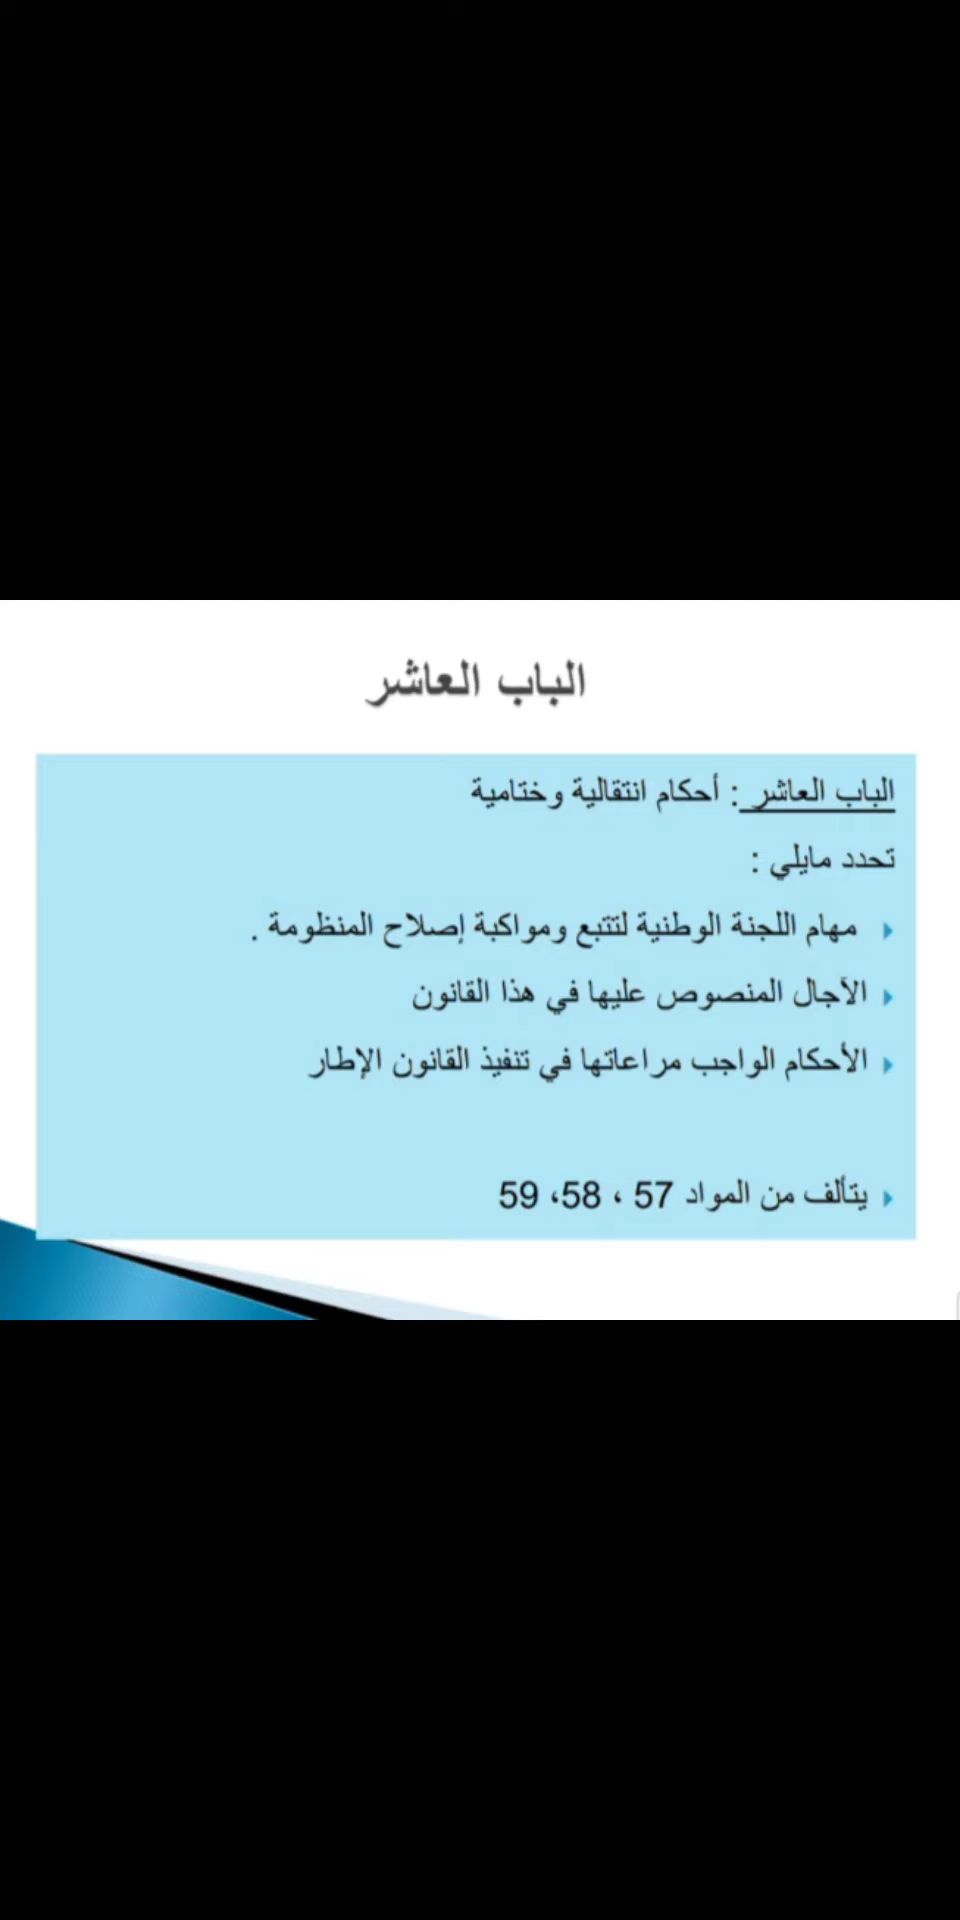 الباب العاشر
الباب العاشر : أحكام انتقالية وختامية
تحدد مايلي :
مهام اللجنة الوطنية لتتبع ومواكبة إصلاح المنظومة .
الآجال المنصوص عليها في هذا القانون
الأحكام الواجب مراعاتها في تنفيذ القانون الإطار
يتألف من المواد 57 ، 58، 59